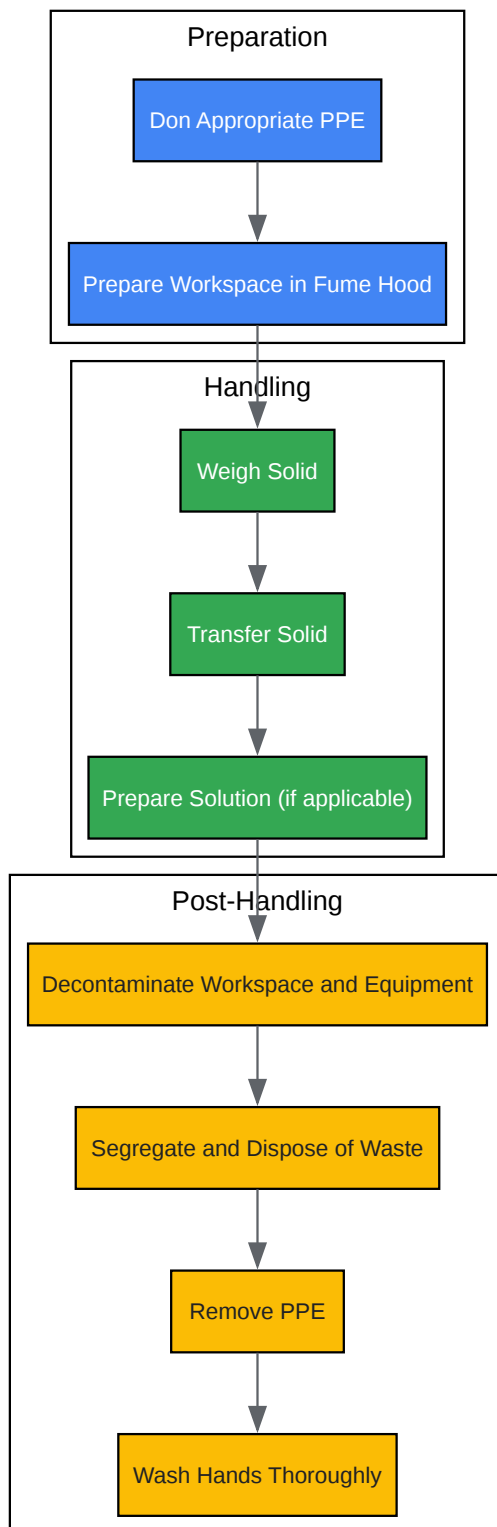 Preparation
Don Appropriate PPE
Prepare Workspace in Fume Hood
Handling
Weigh Solid
Transfer Solid
Prepare Solution (if applicable)
Post-Handling
Decontaminate Workspace and Equipment
Segregate and Dispose of Waste
Remove PPE
Wash Hands Thoroughly